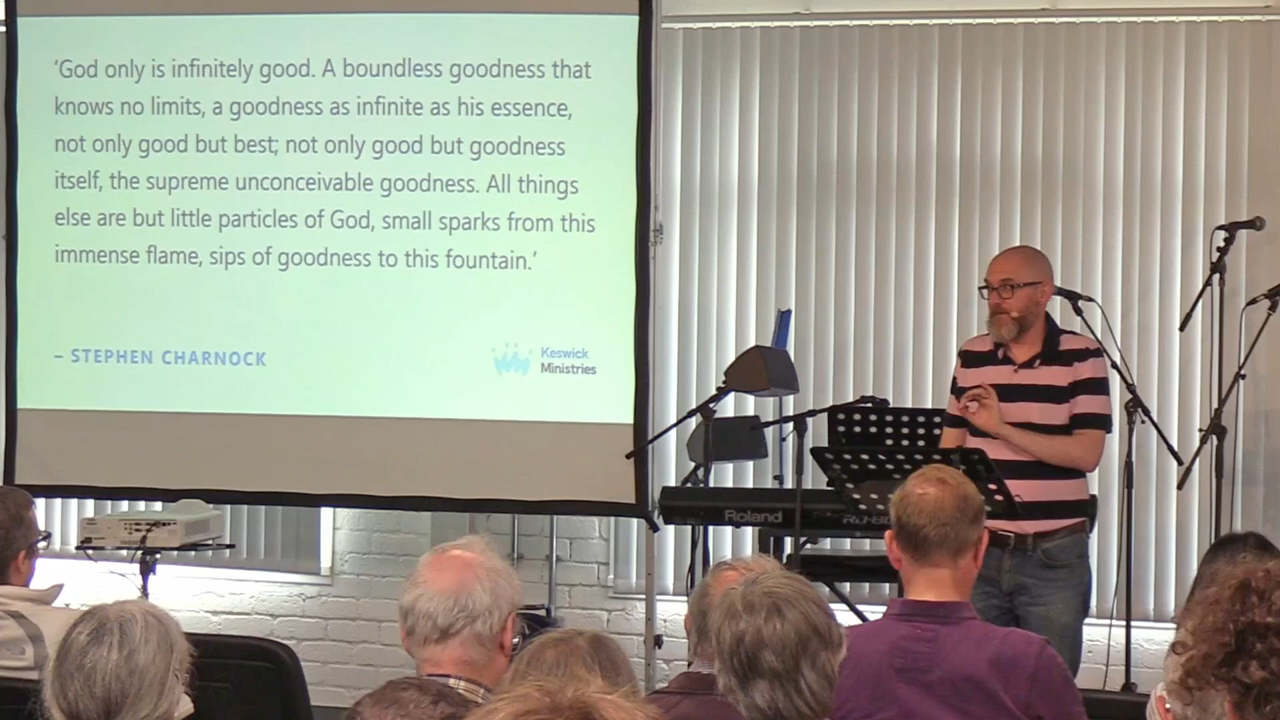 ‘God only is infinitely good. A boundless goodness that
knows no limits, a goodness as infinite as his essence,
not only good but best; not only good but goodness
itself, the supreme unconceivable goodness. All things
else are but little particles of God, small sparks from this
immense flame, sips of goodness to this fountain.’
– STEPHEN CHARNOCK
Keswick
Ministries
Roland